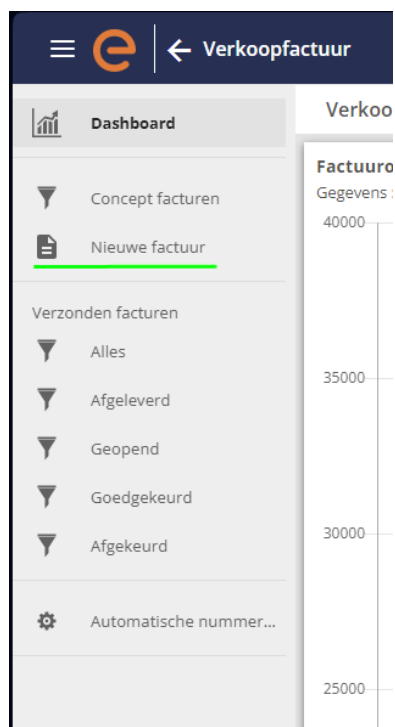 Verkoopfactuur
Dashboard
Concept facturen
Nieuwe factuur
Verzonden facturen
Alles
Afgeleverd
Geopend
Goedgekeurd
Afgekeurd
Automatische nummer...
Verkoo
Factuuro
Gegevens
40000
35000
30000
25000